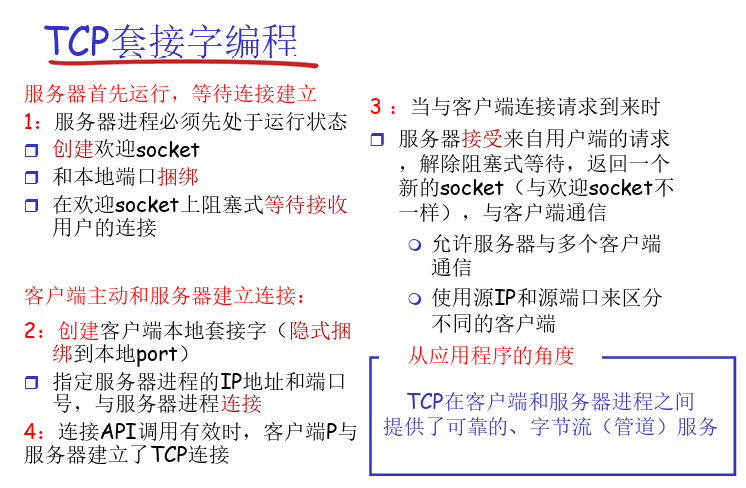 TCP套接字编程
服务器首先运行，等待连接建立
1：服务器进程必须先处于运行状态
创建欢迎socket
和本地端口捆绑
在欢迎socket上阻塞式等待接收
用户的连接
客户端主动和服务器建立连接：
2：创建客户端本地套接字（隐式捆
绑到本地port）
指定服务器进程的IP地址和端口
号，与服务器进程连接
4：连接API调用有效时，客户端P与
服务器建立了TCP连接
3 ：当与客户端连接请求到来时
服务器接受来自用户端的请求
，解除阻塞式等待，返回一个
新的socket（与欢迎socket不
一样），与客户端通信
允许服务器与多个客户端
通信
使用源IP和源端口来区分
不同的客户端
从应用程序的角度
TCP在客户端和服务器进程之间
提供了可靠的、字节流（管道）服务